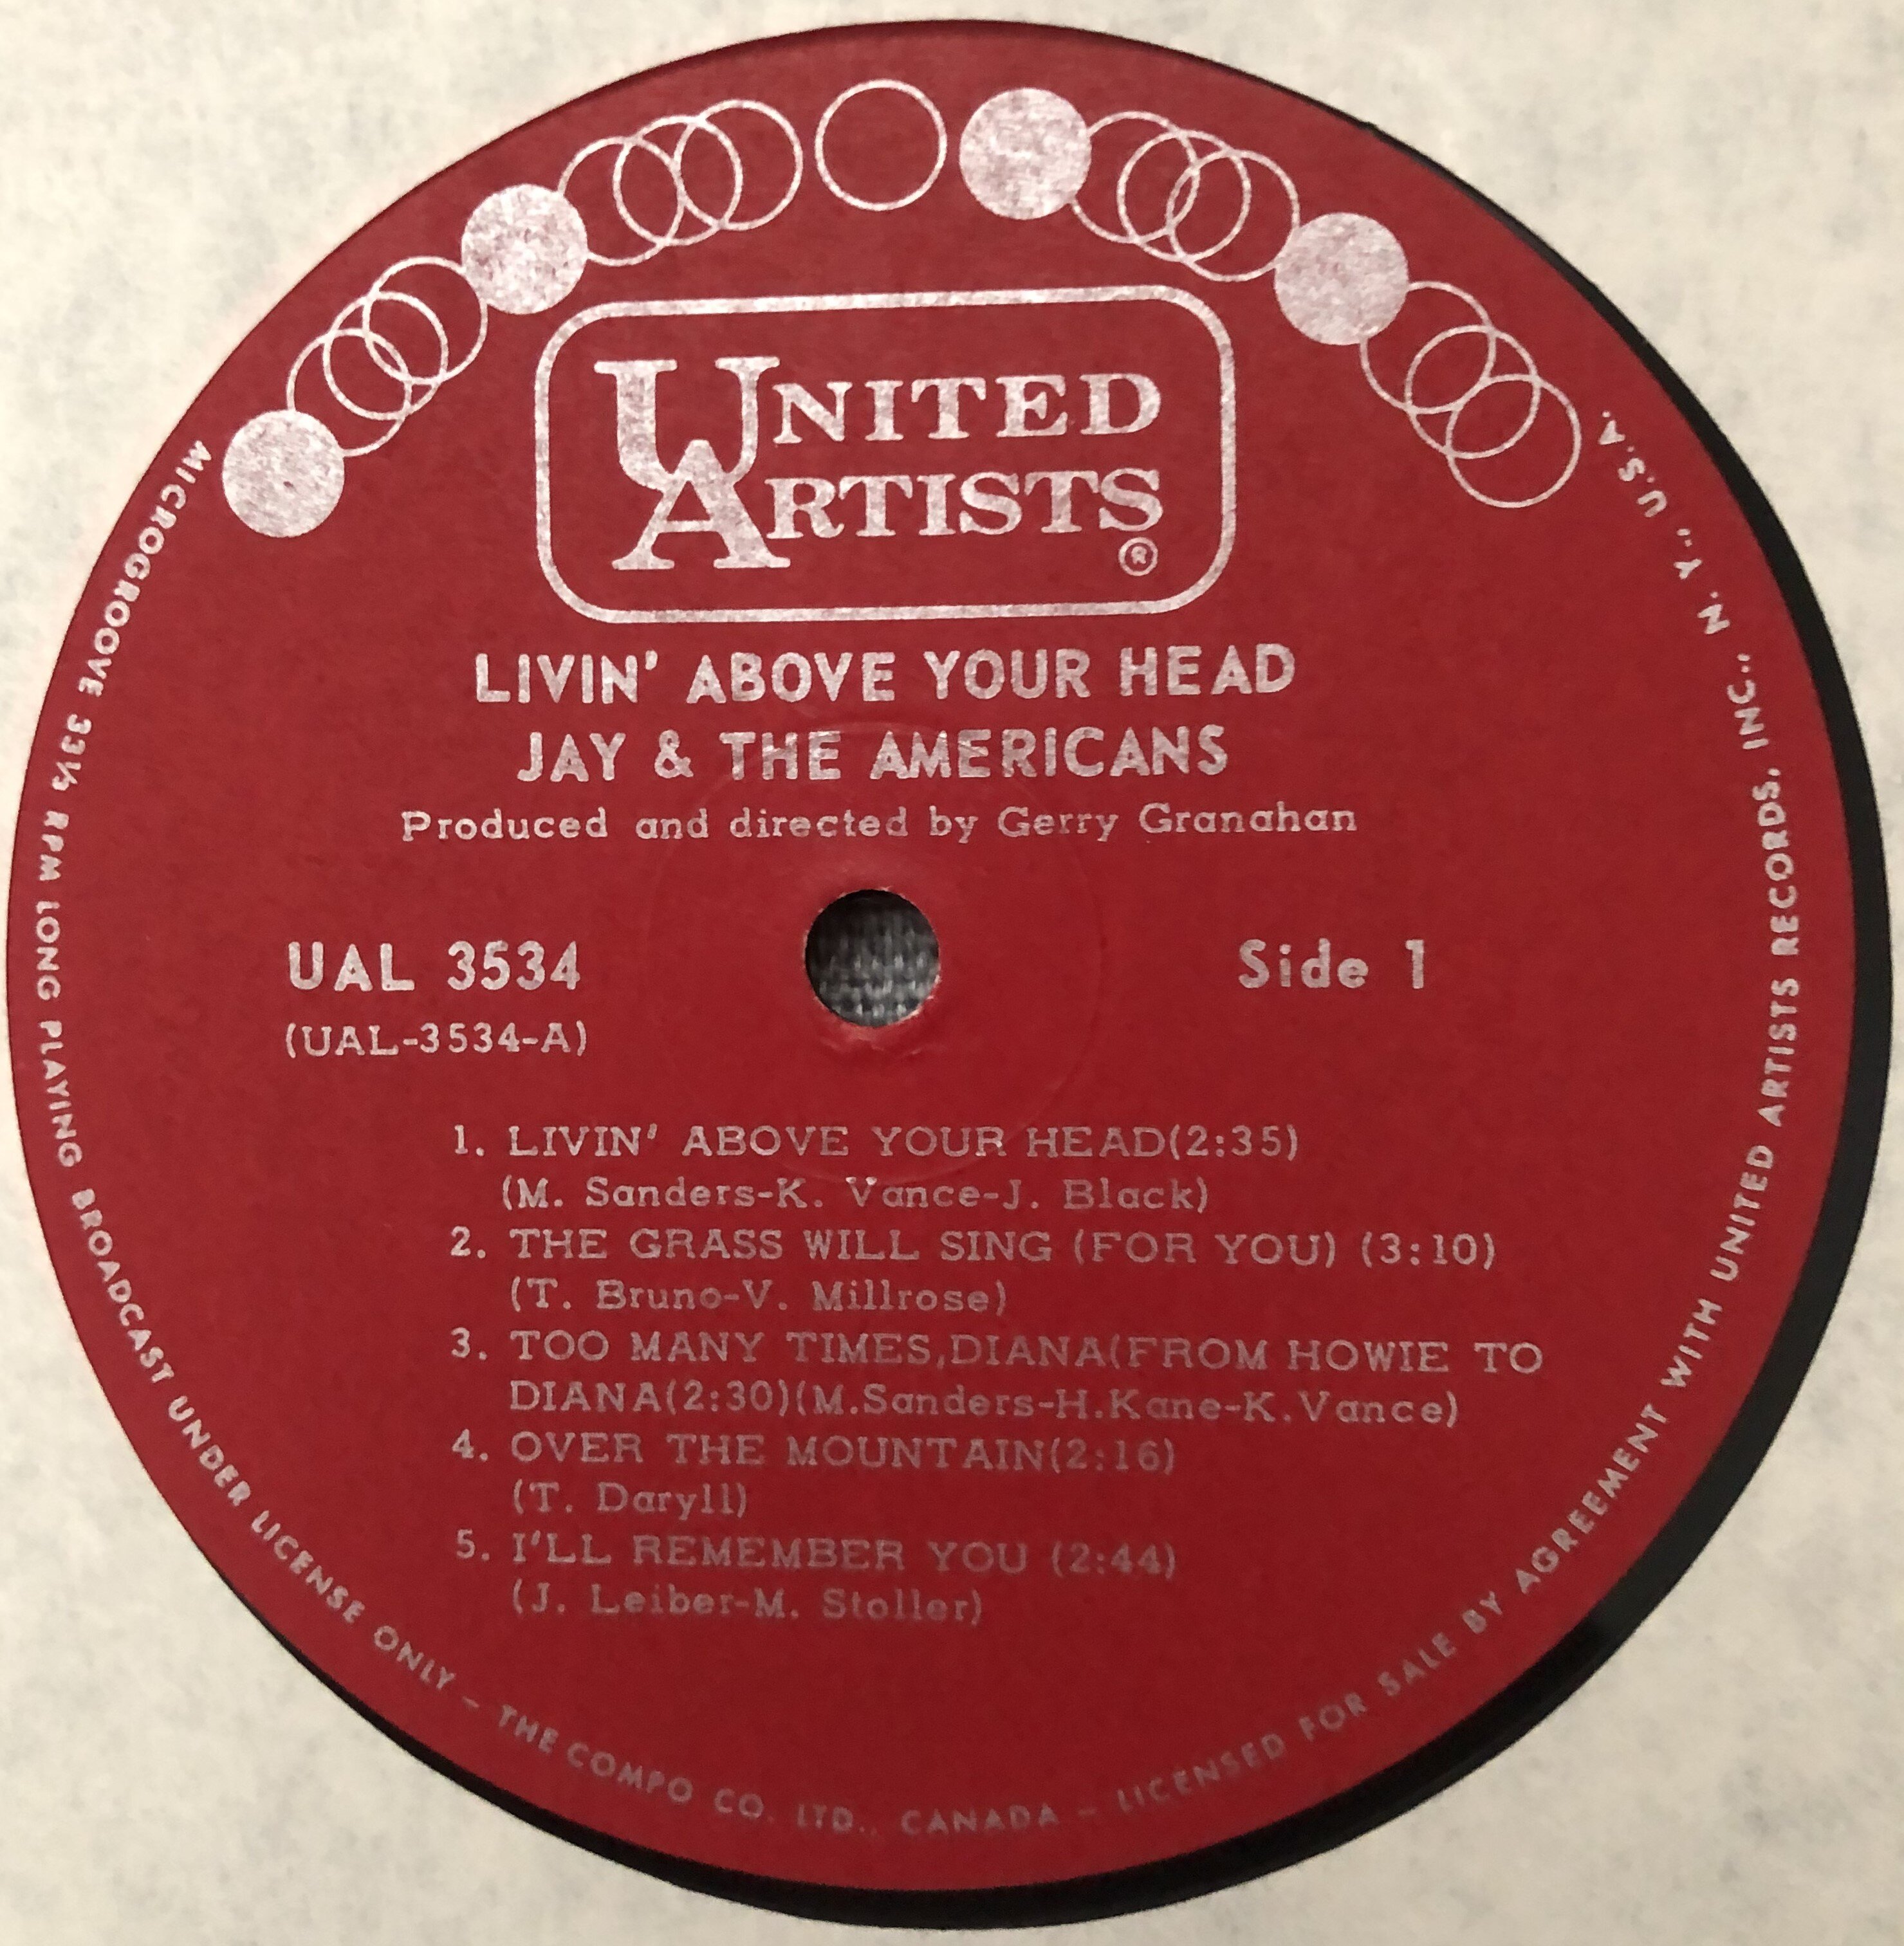 UNITED
ARTISTS
®
LIVIN' ABOVE YOUR HEAD
JAY & THE AMERICANS
Produced and directed by Gerry Granahan
UAL 3534
Side 1
(UAL-3534-A)
1. LIVIN' ABOVE YOUR HEAD(2:35)
(M. Sanders-K. Vance-J. Black)
2. THE GRASS WILL SING (FOR YOU) (3:10)
(T. Bruno-V. Millrose)
3. TOO MANY TIMES,DIANA(FROM HOWIE TO
DIANA(2:30)(M.Sanders-H.Kane-K.Vance)
4. OVER THE MOUNTAIN(2:16)
(T. Daryll)
5. I'LL REMEMBER YOU (2:44)
(J. Leiber-M. Stoller)
MICROGROOVE 33⅓ RPM LONG PLAYING BROADCAST UNDER LICENSE ONLY - THE COMPO CO. LTD., CANADA - LICENSED FOR SALE BY AGREEMENT WITH UNITED ARTISTS RECORDS, INC., N. Y., U.S.A.